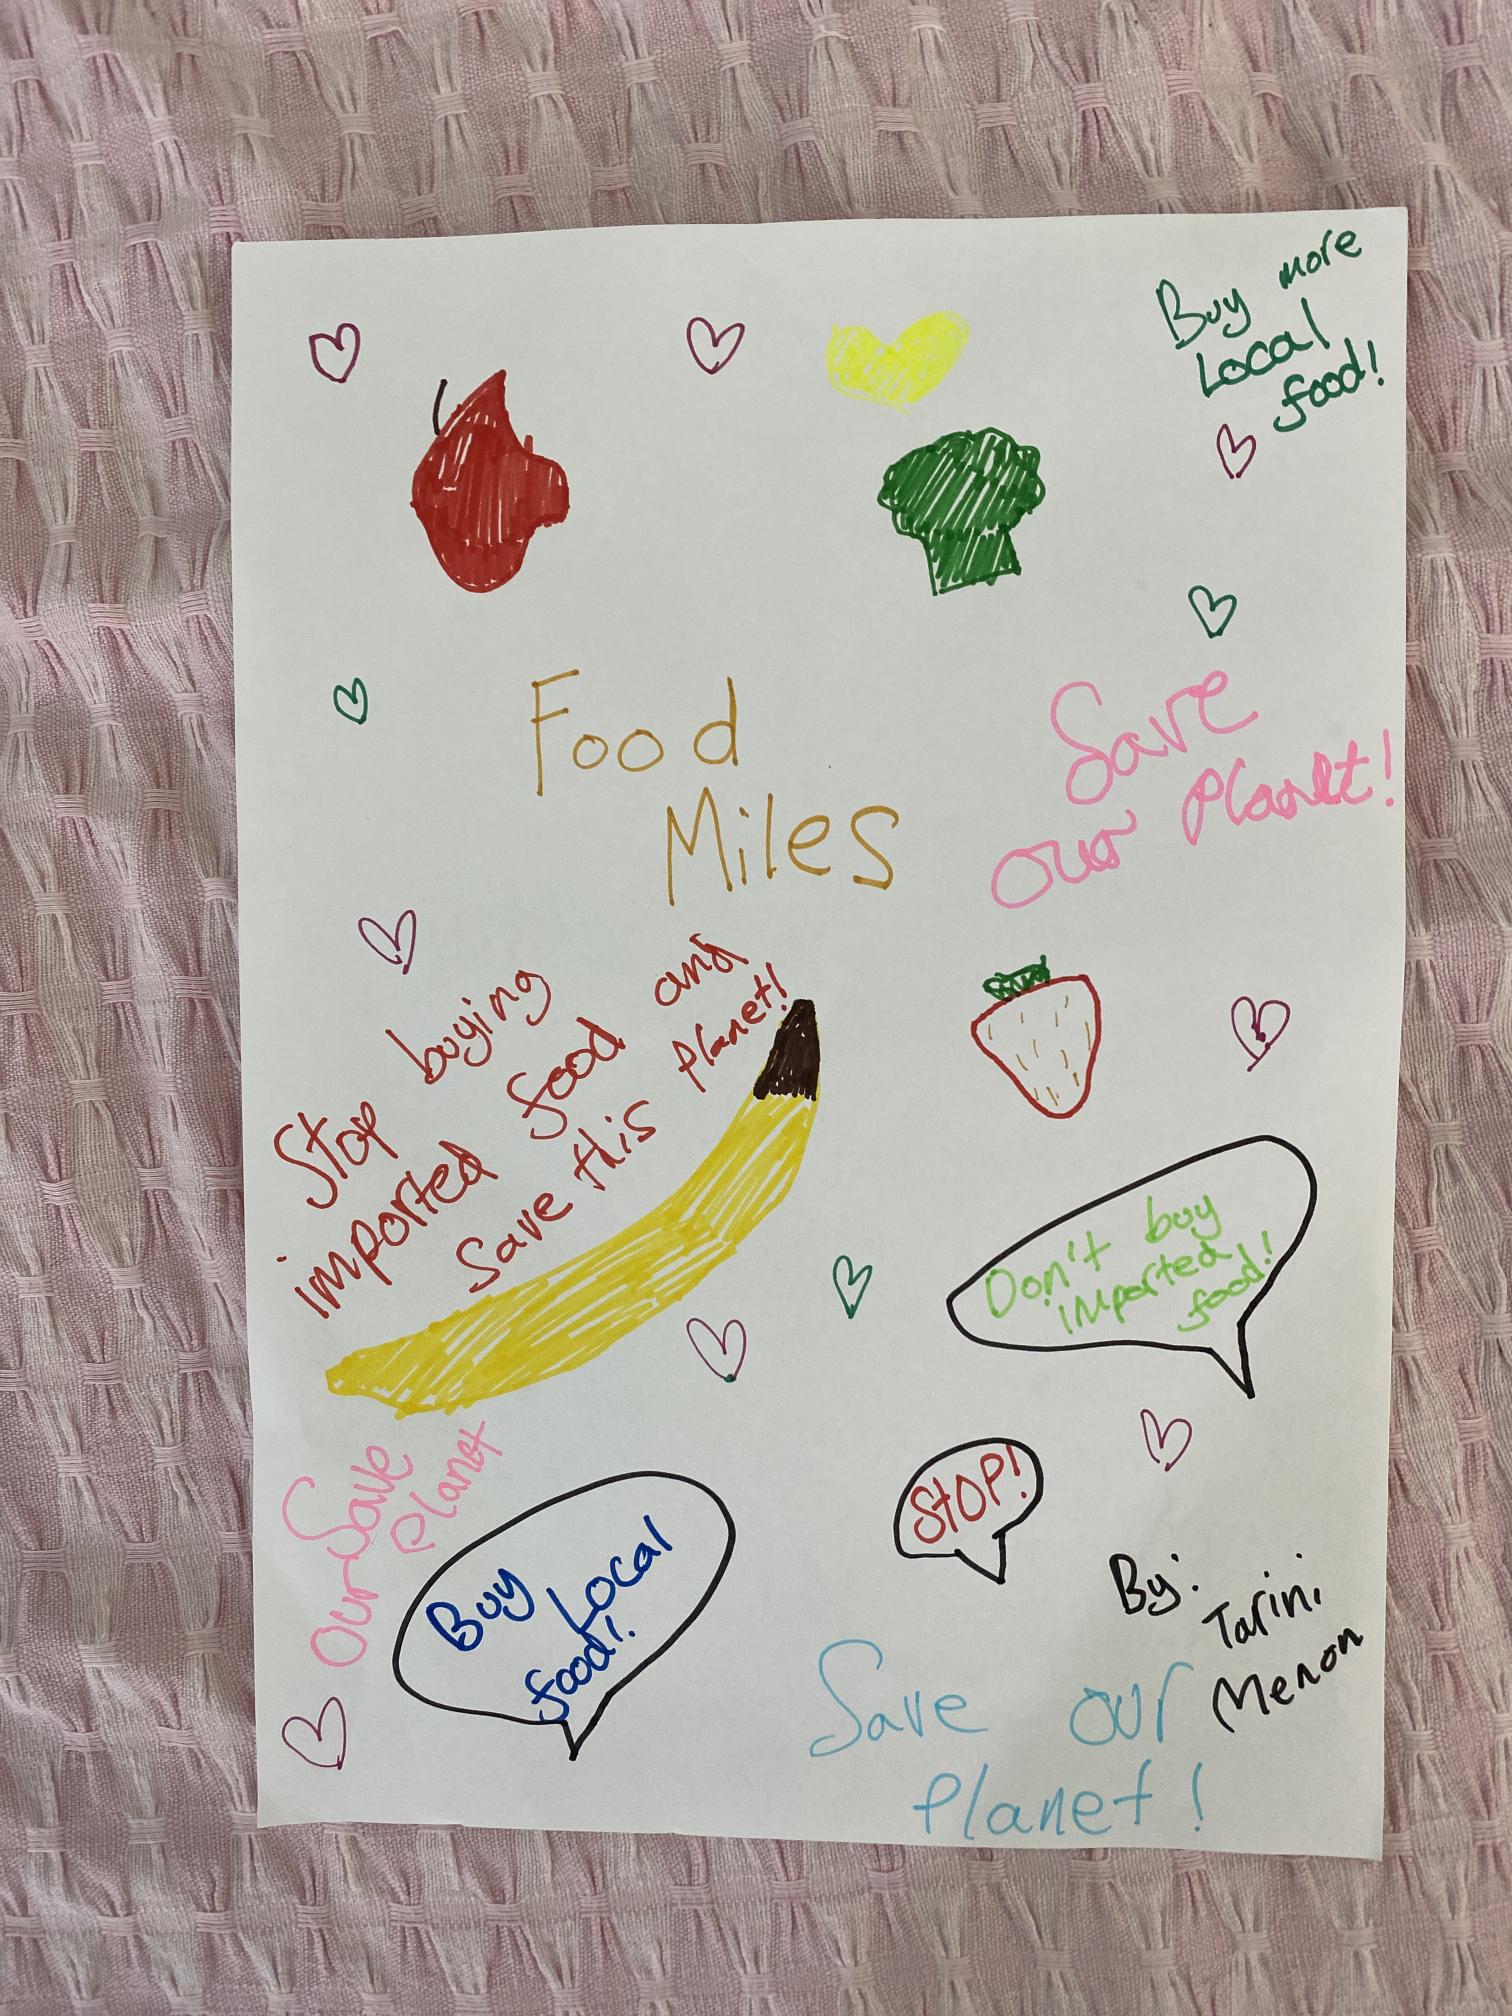 Buy more
Local
food!
Food
Miles
Save
our Planet!
Stop buying
imported food and
Save this Planet!
Don't buy
imported
food!
STOP!
Save
Our Planet
Buy Local
food!
By:
Tarini
Menon
Save our
Planet!